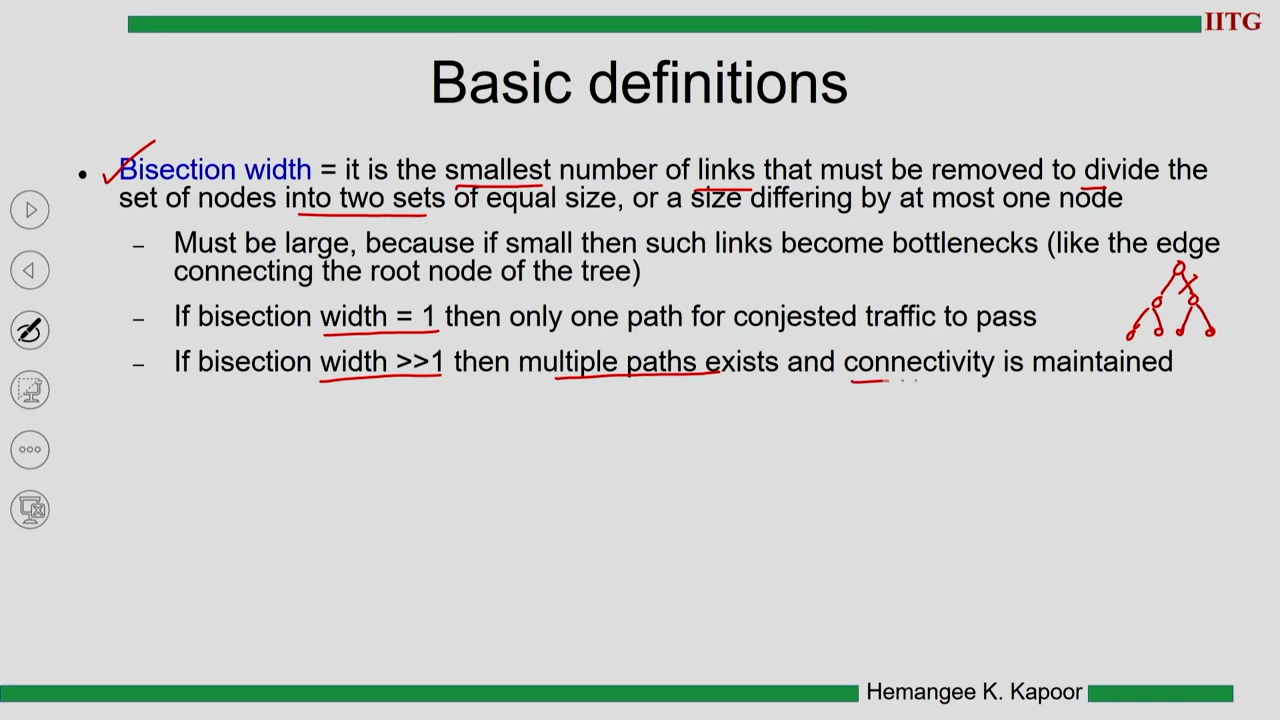 IITG
Basic definitions
• Bisection width = it is the smallest number of links that must be removed to divide the
set of nodes into two sets of equal size, or a size differing by at most one node
– Must be large, because if small then such links become bottlenecks (like the edge
connecting the root node of the tree)
– If bisection width = 1 then only one path for conjested traffic to pass
– If bisection width >>1 then multiple paths exists and connectivity is maintained
Hemangee K. Kapoor